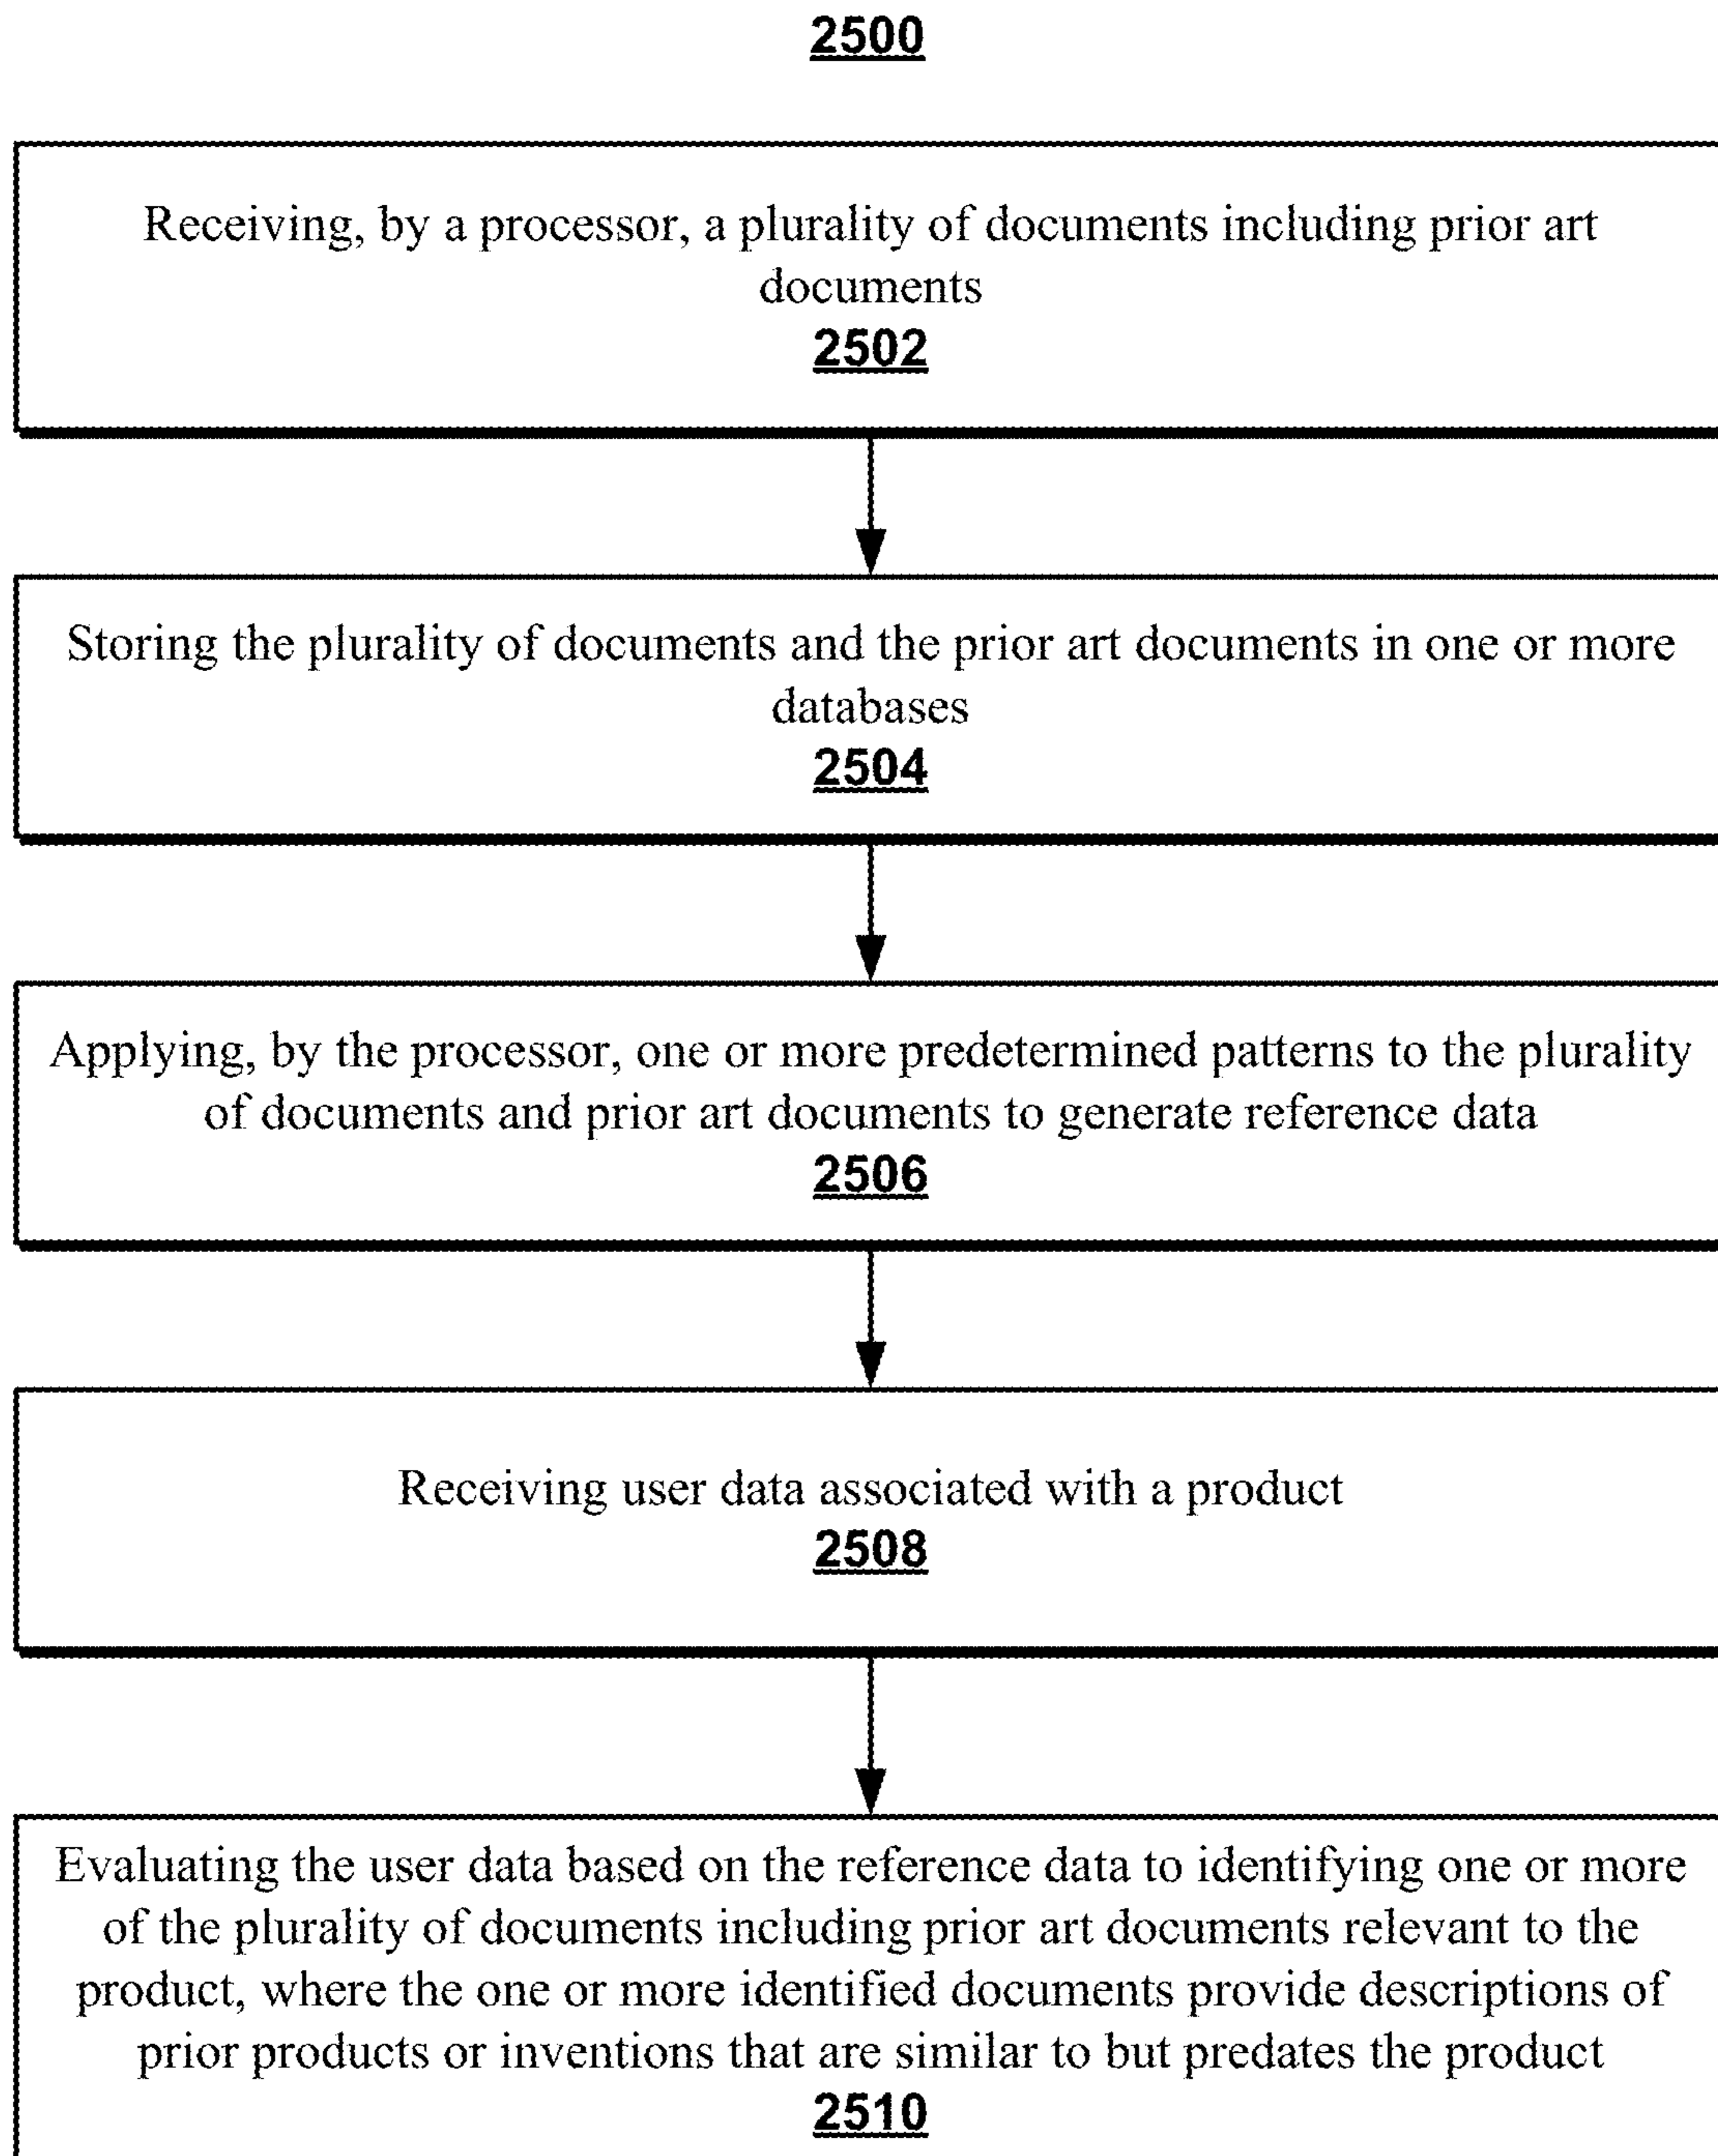 2500
Receiving, by a processor, a plurality of documents including prior art
documents
2502
Storing the plurality of documents and the prior art documents in one or more
databases
2504
Applying, by the processor, one or more predetermined patterns to the plurality
of documents and prior art documents to generate reference data
2506
Receiving user data associated with a product
2508
Evaluating the user data based on the reference data to identifying one or more
of the plurality of documents including prior art documents relevant to the
product, where the one or more identified documents provide descriptions of
prior products or inventions that are similar to but predates the product
2510